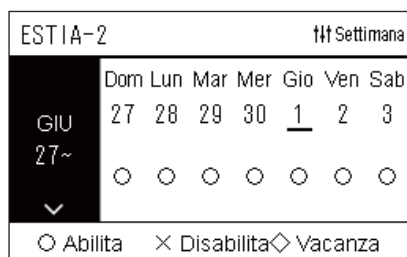 ESTIA-2 Settimana
Dom Lun Mar Mer Gio Ven Sab
GIU 27~
27 28 29 30 1 2 3
○ ○ ○ ○ ○ ○ ○
○ Abilita × Disabilita ◇ Vacanza